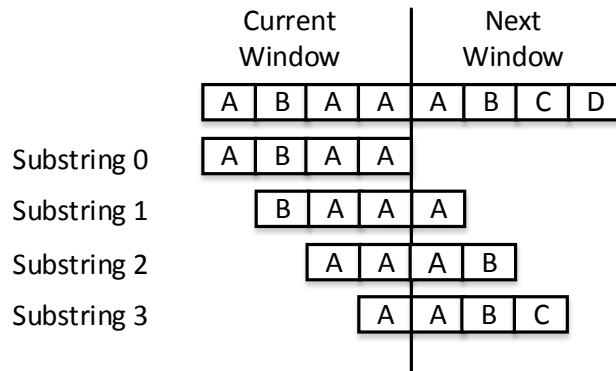 Current Window
Next Window
A B A A A B C D
Substring 0 A B A A
Substring 1 B A A A
Substring 2 A A A B
Substring 3 A A B C